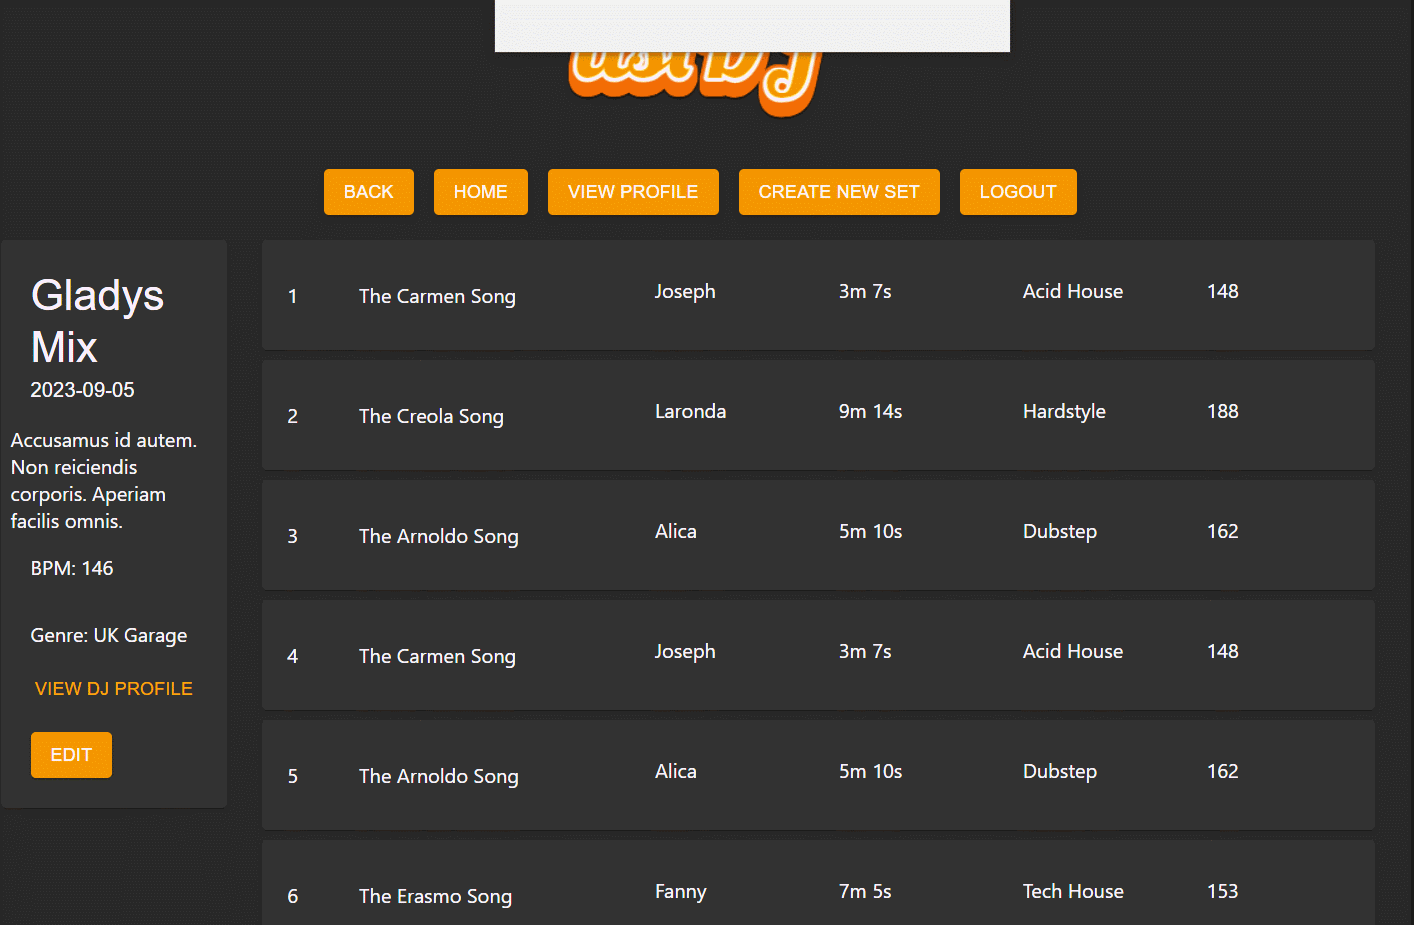 DJ
BACK HOME VIEW PROFILE CREATE NEW SET LOGOUT
Gladys
Mix
2023-09-05
Accusamus id autem.
Non reiciendis
corporis. Aperiam
facilis omnis.
BPM: 146
Genre: UK Garage
VIEW DJ PROFILE
EDIT
1 The Carmen Song Joseph 3m 7s Acid House 148
2 The Creola Song Laronda 9m 14s Hardstyle 188
3 The Arnoldo Song Alica 5m 10s Dubstep 162
4 The Carmen Song Joseph 3m 7s Acid House 148
5 The Arnoldo Song Alica 5m 10s Dubstep 162
6 The Erasmo Song Fanny 7m 5s Tech House 153